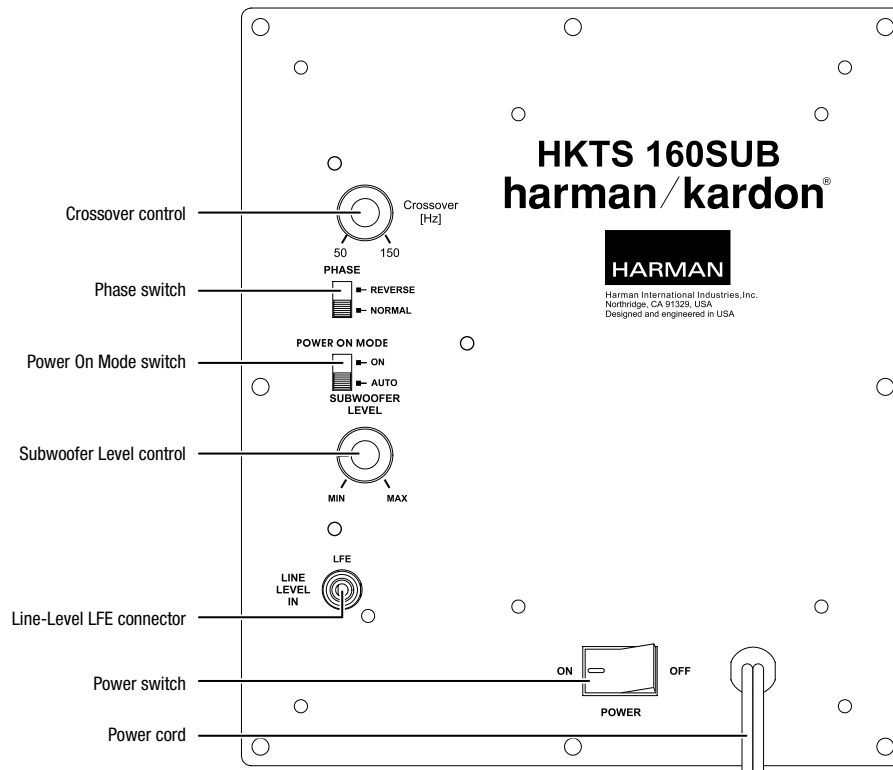 HKTS 160SUB
harman/kardon®
HARMAN
Harman International Industries,Inc.
Northridge, CA 91329, USA
Designed and engineered in USA
Crossover control
Crossover
[Hz]
50
150
PHASE
Phase switch
REVERSE
NORMAL
POWER ON MODE
Power On Mode switch
ON
AUTO
SUBWOOFER
LEVEL
Subwoofer Level control
MIN
MAX
LFE
LINE
LEVEL
IN
Line-Level LFE connector
ON
OFF
Power switch
POWER
Power cord